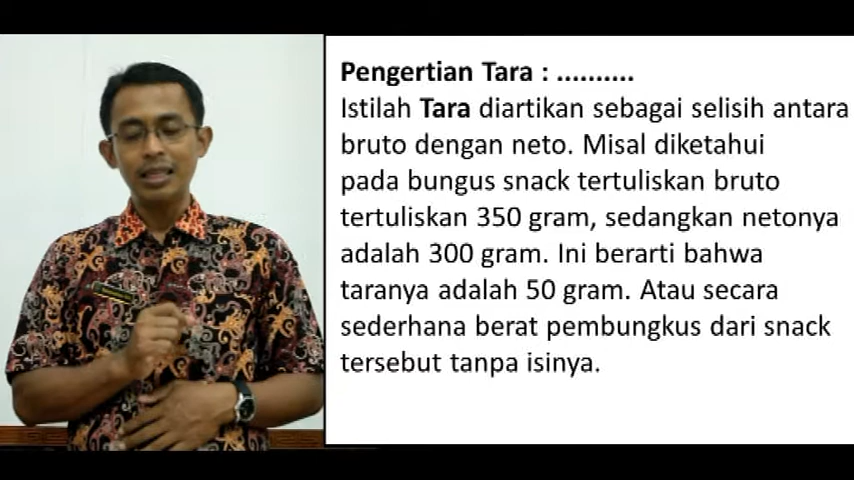 Pengertian Tara : ..........
Istilah Tara diartikan sebagai selisih antara
bruto dengan neto. Misal diketahui
pada bungus snack tertuliskan bruto
tertuliskan 350 gram, sedangkan netonya
adalah 300 gram. Ini berarti bahwa
taranya adalah 50 gram. Atau secara
sederhana berat pembungkus dari snack
tersebut tanpa isinya.